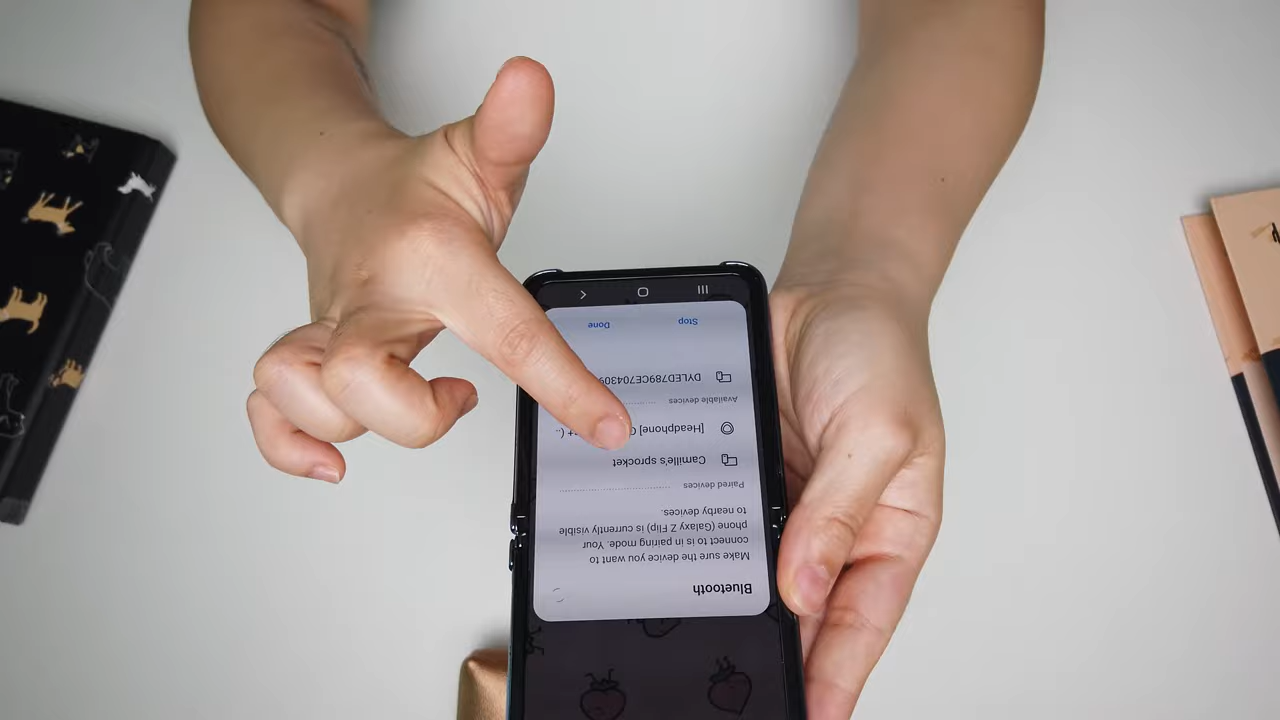 Bluetooth
Make sure the device you want to
connect to is in pairing mode. Your
phone (Galaxy Z Flip) is currently visible
to nearby devices.
Paired devices
Camille's sprocket
[Headphone]
Available devices
DYLED789CE704309
Stop Done